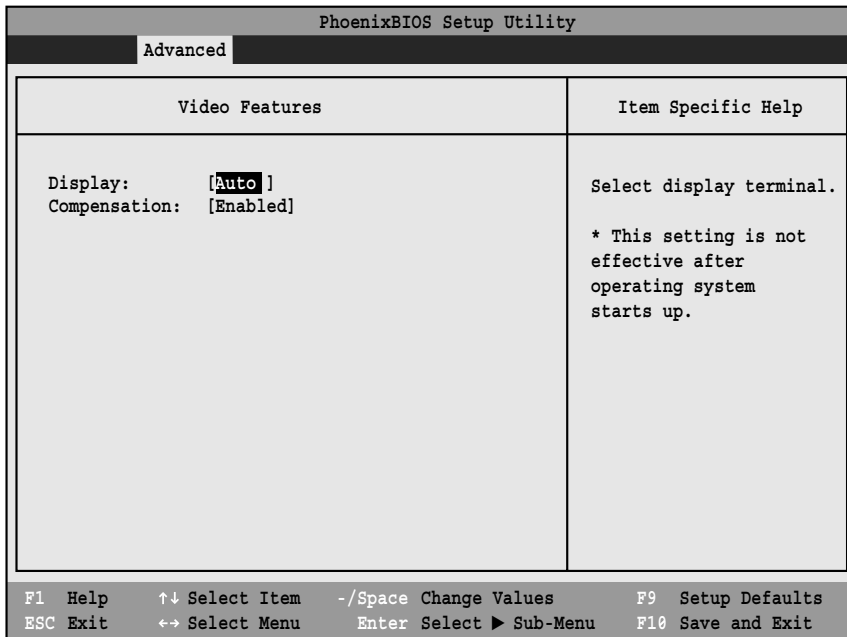 PhoenixBIOS Setup Utility
Advanced
Video Features
Item Specific Help
Display: [Auto ]
Compensation: [Enabled]
Select display terminal.
* This setting is not
effective after
operating system
starts up.
F1 Help ↑↓ Select Item -/Space Change Values F9 Setup Defaults
ESC Exit ←→ Select Menu Enter Select ▶ Sub-Menu F10 Save and Exit